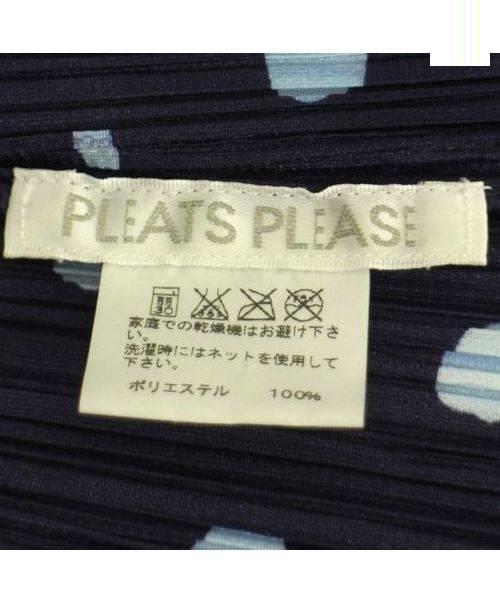 PLEATS PLEASE
家庭での乾燥機はお避け下さ
い。
洗濯時にはネットを使用して
下さい。
ポリエステル 100%